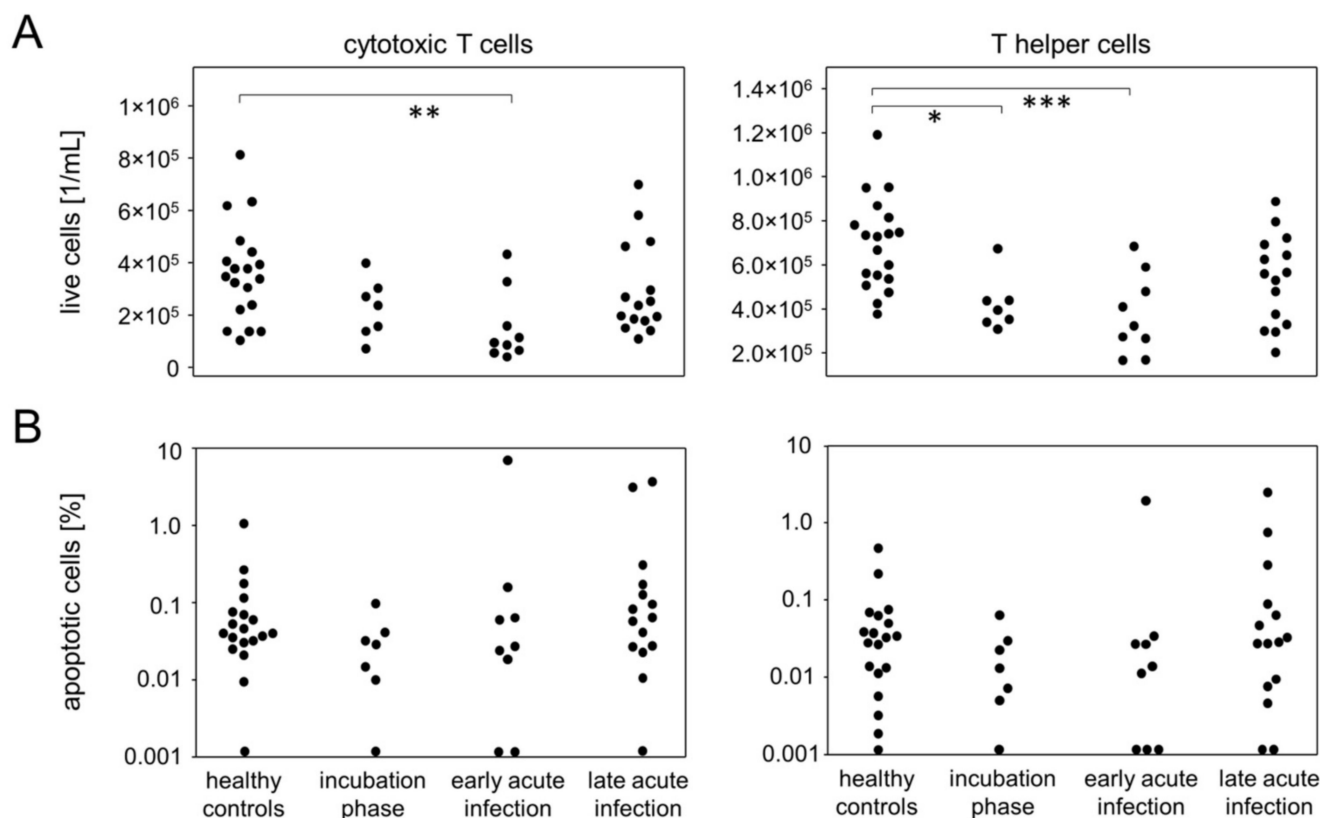 A
cytotoxic T cells
T helper cells
live cells [1/mL]
1×10⁶
8×10⁵
6×10⁵
4×10⁵
2×10⁵
0
**
1.4×10⁶
1.2×10⁶
1.0×10⁶
8.0×10⁵
6.0×10⁵
4.0×10⁵
2.0×10⁵
***
*
B
apoptotic cells [%]
10
1.0
0.1
0.01
0.001
healthy
controls
incubation
phase
early acute
infection
late acute
infection
10
1.0
0.1
0.01
0.001
healthy
controls
incubation
phase
early acute
infection
late acute
infection